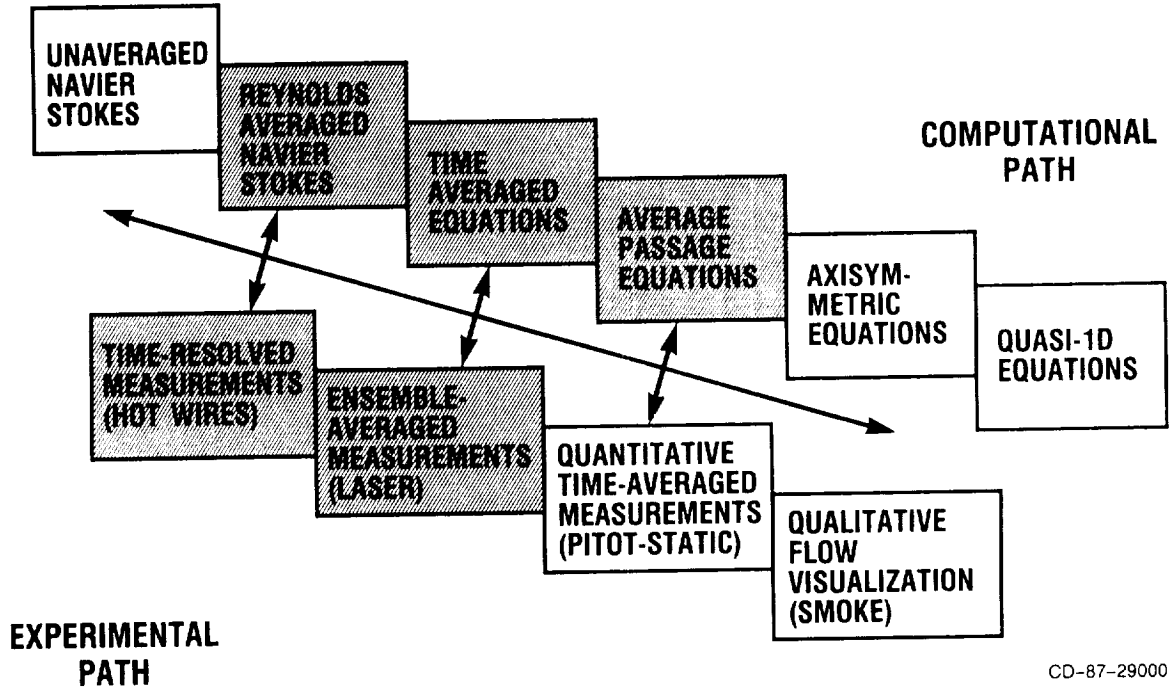 UNAVERAGED
NAVIER
STOKES
REYNOLDS
AVERAGED
NAVIER
STOKES
TIME
AVERAGED
EQUATIONS
AVERAGE
PASSAGE
EQUATIONS
AXISYM-
METRIC
EQUATIONS
QUASI-1D
EQUATIONS
COMPUTATIONAL
PATH
TIME-RESOLVED
MEASUREMENTS
(HOT WIRES)
ENSEMBLE-
AVERAGED
MEASUREMENTS
(LASER)
QUANTITATIVE
TIME-AVERAGED
MEASUREMENTS
(PITOT-STATIC)
QUALITATIVE
FLOW
VISUALIZATION
(SMOKE)
EXPERIMENTAL
PATH
CD-87-29000